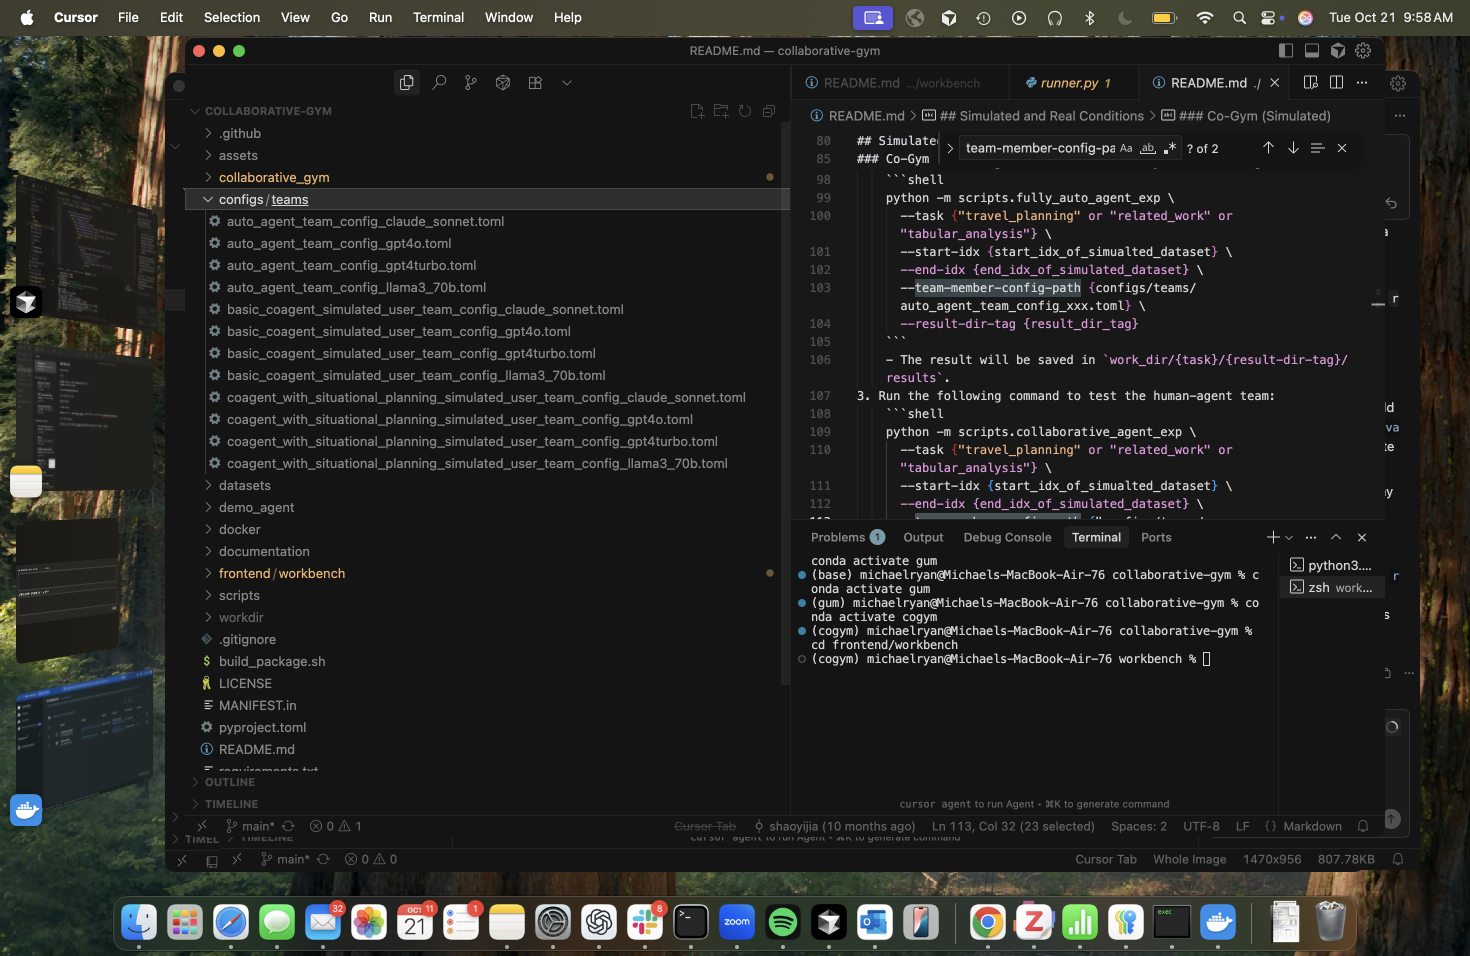 Cursor File Edit Selection View Go Run Terminal Window Help Tue Oct 21 9:58 AM
README.md — collaborative-gym
COLLABORATIVE-GYM
.github
assets
collaborative_gym
configs / teams
auto_agent_team_config_claude_sonnet.toml
auto_agent_team_config_gpt4o.toml
auto_agent_team_config_gpt4turbo.toml
auto_agent_team_config_llama3_70b.toml
basic_coagent_simulated_user_team_config_claude_sonnet.toml
basic_coagent_simulated_user_team_config_gpt4o.toml
basic_coagent_simulated_user_team_config_gpt4turbo.toml
basic_coagent_simulated_user_team_config_llama3_70b.toml
coagent_with_situational_planning_simulated_user_team_config_claude_sonnet.toml
coagent_with_situational_planning_simulated_user_team_config_gpt4o.toml
coagent_with_situational_planning_simulated_user_team_config_gpt4turbo.toml
coagent_with_situational_planning_simulated_user_team_config_llama3_70b.toml
datasets
demo_agent
docker
documentation
frontend / workbench
scripts
workdir
.gitignore
build_package.sh
LICENSE
MANIFEST.in
pyproject.toml
README.md
requirements.txt
OUTLINE
TIMELINE
README.md .../workbench runner.py 1 README.md ./
README.md > ## Simulated and Real Conditions > ### Co-Gym (Simulated)
team-member-config-pa Aa ab ? of 2
80 ## Simulate
85 ### Co-Gym
98 ```shell
99 python -m scripts.fully_auto_agent_exp \
100 --task {"travel_planning" or "related_work" or
"tabular_analysis"} \
101 --start-idx {start_idx_of_simualted_dataset} \
102 --end-idx {end_idx_of_simulated_dataset} \
103 --team-member-config-path {configs/teams/
auto_agent_team_config_xxx.toml} \
104 --result-dir-tag {result_dir_tag}
105 ```
106 - The result will be saved in `work_dir/{task}/{result-dir-tag}/
results`.
107 3. Run the following command to test the human-agent team:
108 ```shell
109 python -m scripts.collaborative_agent_exp \
110 --task {"travel_planning" or "related_work" or
"tabular_analysis"} \
111 --start-idx {start_idx_of_simualted_dataset} \
112 --end-idx {end_idx_of_simulated_dataset} \
Problems 1 Output Debug Console Terminal Ports
conda activate gum
(base) michaelryan@Michaels-MacBook-Air-76 collaborative-gym % c
onda activate gum
(gum) michaelryan@Michaels-MacBook-Air-76 collaborative-gym % co
nda activate cogym
(cogym) michaelryan@Michaels-MacBook-Air-76 collaborative-gym %
cd frontend/workbench
(cogym) michaelryan@Michaels-MacBook-Air-76 workbench %
python3....
zsh work...
cursor agent to run Agent • ⌘K to generate command
main* 0 1 Cursor Tab shaoyijia (10 months ago) Ln 113, Col 32 (23 selected) Spaces: 2 UTF-8 LF {} Markdown
main* 0 0 Cursor Tab Whole Image 1470x956 807.78KB
32
OCT 11
21
1
8
zoom
exec